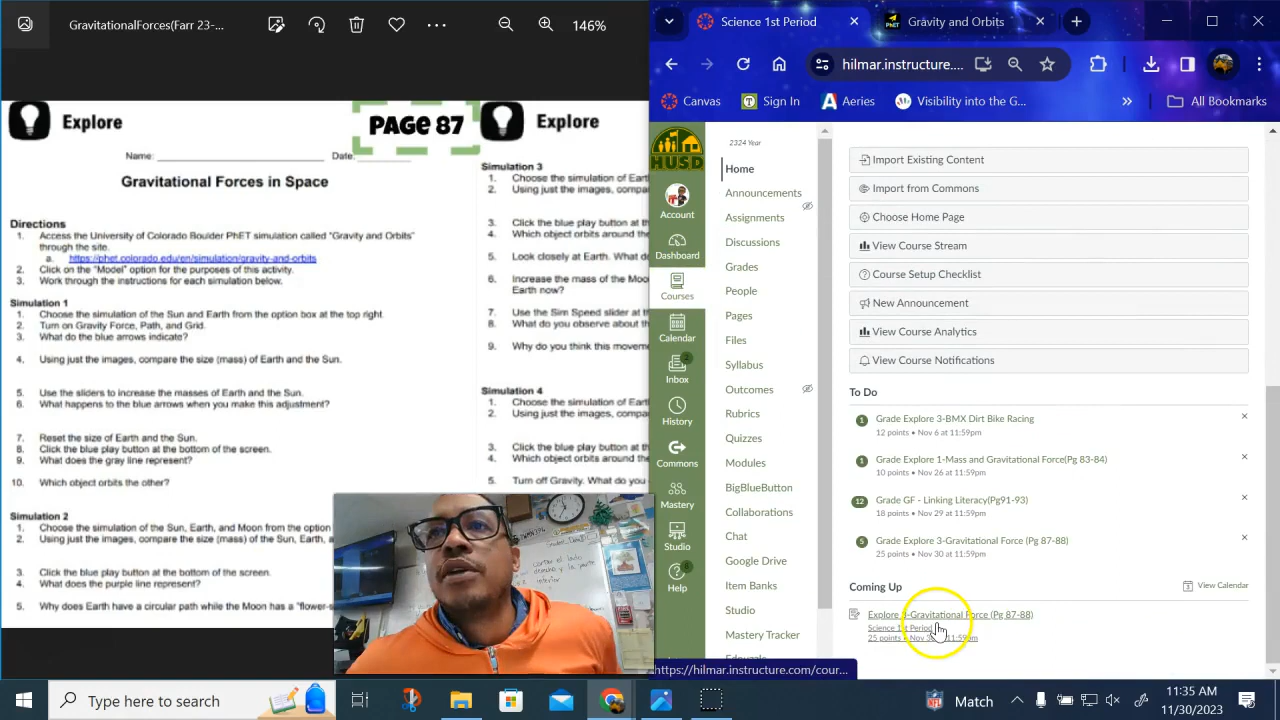 GravitationalForces(Farr 23-...
146%
Explore
PAGE 87
Name:
Date:
Gravitational Forces in Space
Directions
1. Access the University of Colorado Boulder PhET simulation called "Gravity and Orbits"
through the site.
a. https://phet.colorado.edu/en/simulation/gravity-and-orbits
2. Click on the "Model" option for the purposes of this activity.
3. Work through the instructions for each simulation below.
Simulation 1
1. Choose the simulation of the Sun and Earth from the option box at the top right.
2. Turn on Gravity Force, Path, and Grid.
3. What do the blue arrows indicate?
4. Using just the images, compare the size (mass) of Earth and the Sun.
5. Use the sliders to increase the masses of Earth and the Sun.
6. What happens to the blue arrows when you make this adjustment?
7. Reset the size of Earth and the Sun.
8. Click the blue play button at the bottom of the screen.
9. What does the gray line represent?
10. Which object orbits the other?
Simulation 2
1. Choose the simulation of the Sun, Earth, and Moon from the option
2. Using just the images, compare the size (mass) of the Sun, Earth, a
3. Click the blue play button at the bottom of the screen.
4. What does the purple line represent?
5. Why does Earth have a circular path while the Moon has a "flower-s
Explore
Simulation 3
1. Choose the simulation of Eart
2. Using just the images, compa
3. Click the blue play button at th
4. Which object orbits around the
5. Look closely at Earth. What do
6. Increase the mass of the Moo
Earth now?
7. Use the Sim Speed slider at t
8. What do you observe about th
9. Why do you think this movem
Simulation 4
1. Choose the simulation of Eart
2. Using just the images, compa
3. Click the blue play button at th
4. Which object orbits around the
5. Turn off Gravity. What do you
Science 1st Period
PhET
Gravity and Orbits
hilmar.instructure....
Canvas
Sign In
Aeries
Visibility into the G...
All Bookmarks
HUSD
Account
Dashboard
Courses
Calendar
2
Inbox
History
Commons
Mastery
Studio
8
Help
2324 Year
Home
Announcements
Assignments
Discussions
Grades
People
Pages
Files
Syllabus
Outcomes
Rubrics
Quizzes
Modules
BigBlueButton
Collaborations
Chat
Google Drive
Item Banks
Studio
Mastery Tracker
Import Existing Content
Import from Commons
Choose Home Page
View Course Stream
Course Setup Checklist
New Announcement
View Course Analytics
View Course Notifications
To Do
1 Grade Explore 3-BMX Dirt Bike Racing
12 points • Nov 6 at 11:59pm
1 Grade Explore 1-Mass and Gravitational Force(Pg 83-84)
10 points • Nov 26 at 11:59pm
12 Grade GF - Linking Literacy(Pg91-93)
18 points • Nov 29 at 11:59pm
5 Grade Explore 3-Gravitational Force (Pg 87-88)
25 points • Nov 30 at 11:59pm
Coming Up
View Calendar
Explore 3-Gravitational Force (Pg 87-88)
Science 1st Period
25 points • Nov 30 at 11:59pm
https://hilmar.instructure.com/cour...
Type here to search
Match
11:35 AM
11/30/2023